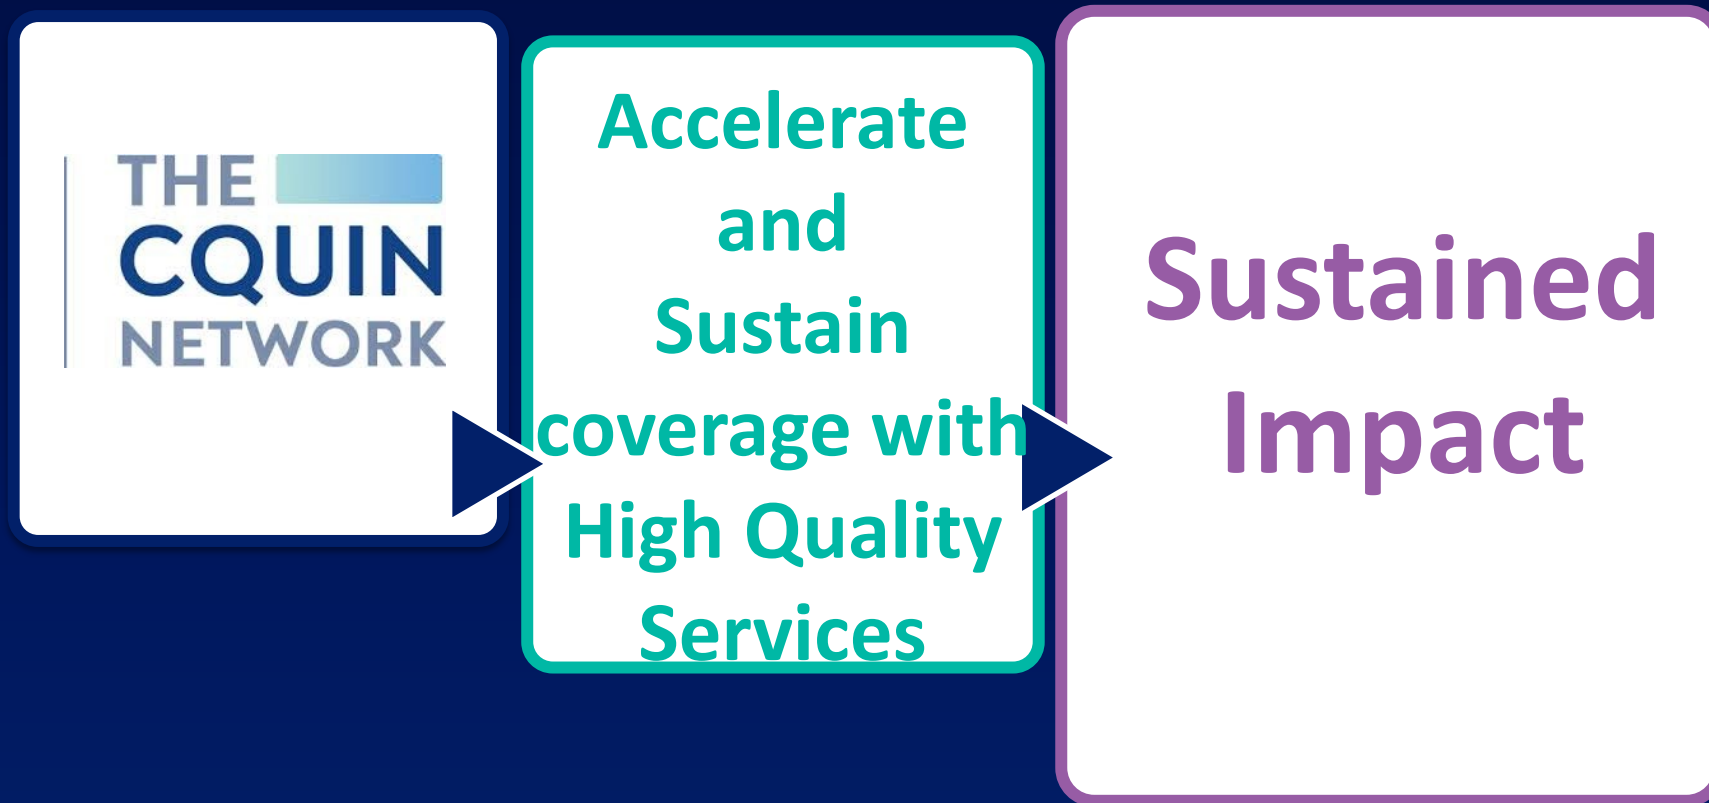 THE
CQUIN
NETWORK
Accelerate
and
Sustain
coverage with
High Quality
Services
Sustained
Impact